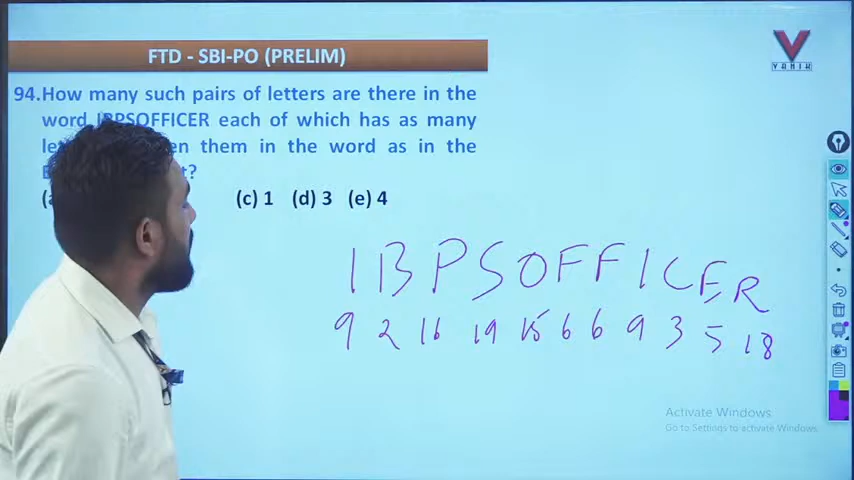 FTD - SBI-PO (PRELIM)
VANIK
94.How many such pairs of letters are there in the
word IBPSOFFICER each of which has as many
them in the word as in the
(c) 1 (d) 3 (e) 4
I B P S O F F I C E R
9 2 16 19 15 6 6 9 3 5 18
Activate Windows
Go to Settings to activate Windows.